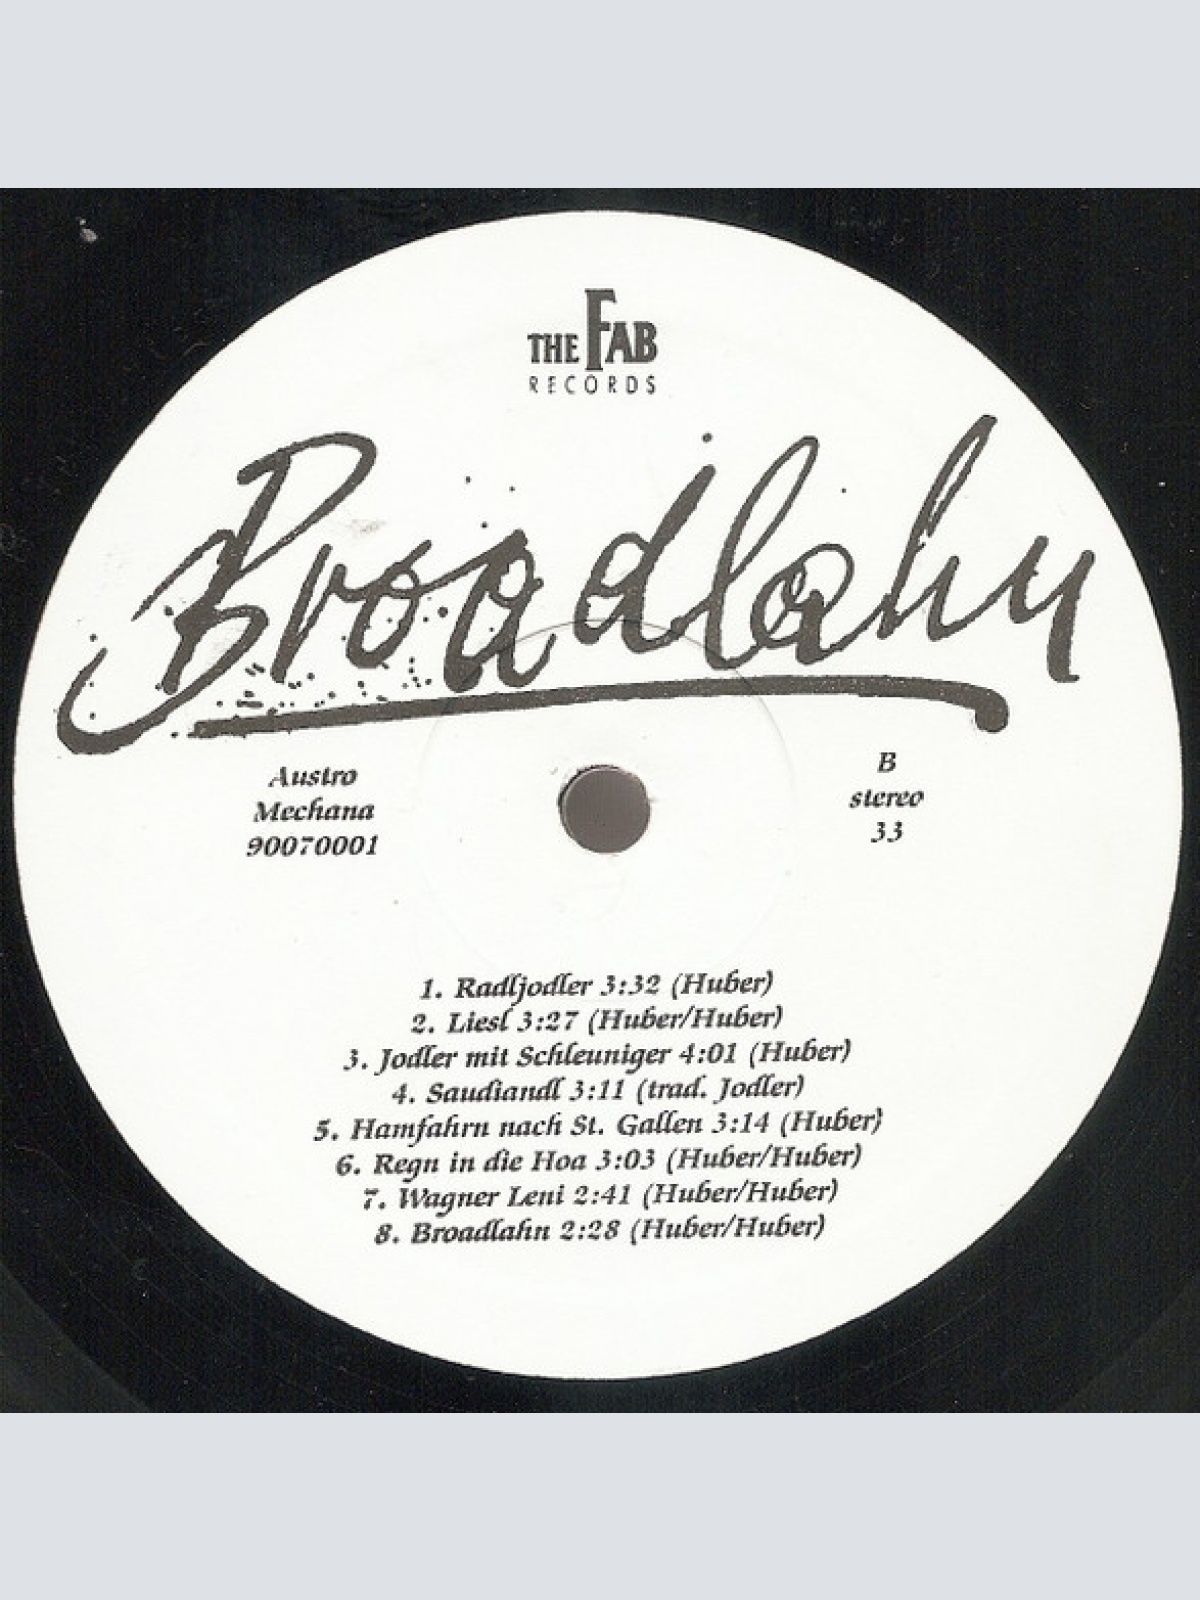 THE FAB
RECORDS
Broadlahn
Austro
Mechana
90070001
B
stereo
33
1. Radljodler 3:32 (Huber)
2. Liesl 3:27 (Huber/Huber)
3. Jodler mit Schleuniger 4:01 (Huber)
4. Saudiandl 3:11 (trad. Jodler)
5. Hamfahrn nach St. Gallen 3:14 (Huber)
6. Regn in die Hoa 3:03 (Huber/Huber)
7. Wagner Leni 2:41 (Huber/Huber)
8. Broadlahn 2:28 (Huber/Huber)